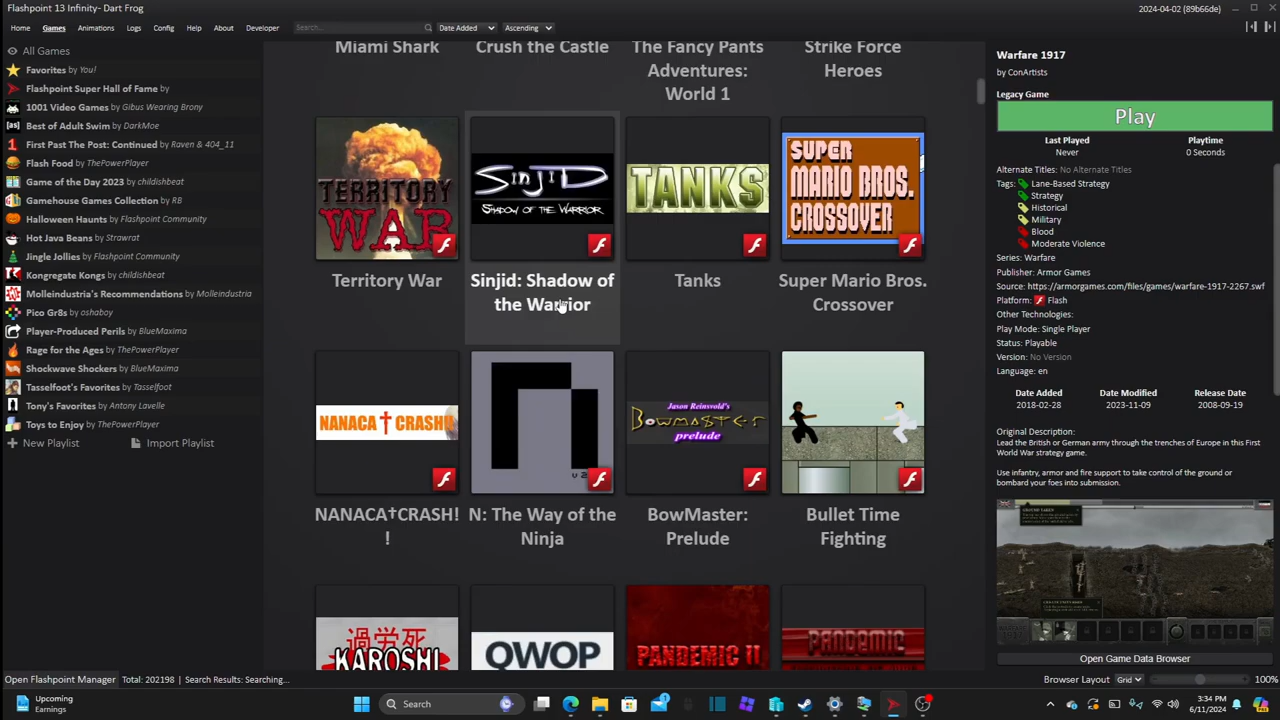 Flashpoint 13 Infinity- Dart Frog
2024-04-02 (89b66de)
Home Games Animations Logs Config Help About Developer Search... Date Added Ascending
All Games
Favorites by You!
Flashpoint Super Hall of Fame by
1001 Video Games by Gibus Wearing Brony
Best of Adult Swim by DarkMoe
First Past The Post: Continued by Raven & 404_11
Flash Food by ThePowerPlayer
Game of the Day 2023 by childishbeat
Gamehouse Games Collection by RB
Halloween Haunts by Flashpoint Community
Hot Java Beans by Strawrat
Jingle Jollies by Flashpoint Community
Kongregate Kongs by childishbeat
Molleindustria's Recommendations by Molleindustria
Pico Gr8s by oshaboy
Player-Produced Perils by BlueMaxima
Rage for the Ages by ThePowerPlayer
Shockwave Shockers by BlueMaxima
Tasselfoot's Favorites by Tasselfoot
Tony's Favorites by Antony Lavelle
Toys to Enjoy by ThePowerPlayer
New Playlist Import Playlist
Miami Shark
Crush the Castle
The Fancy Pants
Adventures:
World 1
Strike Force
Heroes
TERRITORY
WAR
SINJID
SHADOW OF THE WARRIOR
TANKS
SUPER
MARIO BROS.
CROSSOVER
Territory War
Sinjid: Shadow of
the Warrior
Tanks
Super Mario Bros.
Crossover
NANACA†CRASH!!
n
v 2
Jason Reinsvold's
BOWMASTER
prelude
NANACA†CRASH!
!
N: The Way of the
Ninja
BowMaster:
Prelude
Bullet Time
Fighting
過労死
KAROSHI
QWOP
PANDEMIC II
PANDEMIC
Warfare 1917
by ConArtists
Legacy Game
Play
Last Played Playtime
Never 0 Seconds
Alternate Titles: No Alternate Titles
Tags: Lane-Based Strategy
Strategy
Historical
Military
Blood
Moderate Violence
Series: Warfare
Publisher: Armor Games
Source: https://armorgames.com/files/games/warfare-1917-2267.swf
Platform: Flash
Other Technologies:
Play Mode: Single Player
Status: Playable
Version: No Version
Language: en
Date Added Date Modified Release Date
2018-02-28 2023-11-09 2008-09-19
Original Description:
Lead the British or German army through the trenches of Europe in this First
World War strategy game.
Use infantry, armor and fire support to take control of the ground or
bombard your foes into submission.
GROUND TAKEN
Open Game Data Browser
Open Flashpoint Manager Total: 202198 | Search Results: Searching...
Browser Layout Grid 100%
Upcoming
Earnings
Search
3:34 PM
6/11/2024